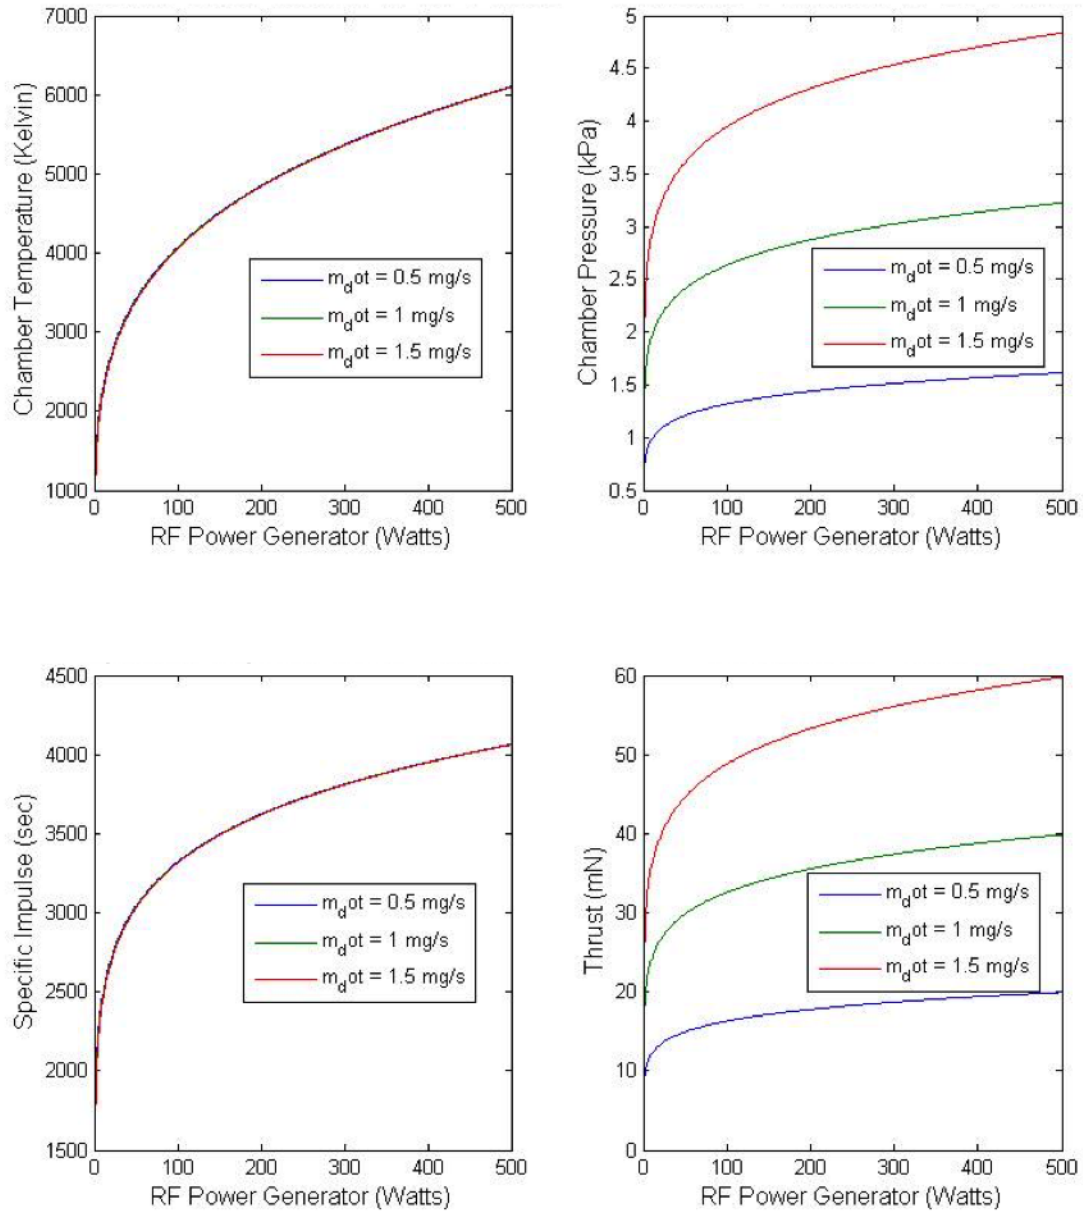 7000
6000
5000
4000
3000
2000
1000
0
100
200
300
400
500
Chamber Temperature (Kelvin)
RF Power Generator (Watts)
m_dot = 0.5 mg/s
m_dot = 1 mg/s
m_dot = 1.5 mg/s
5
4.5
4
3.5
3
2.5
2
1.5
1
0.5
0
100
200
300
400
500
Chamber Pressure (kPa)
RF Power Generator (Watts)
m_dot = 0.5 mg/s
m_dot = 1 mg/s
m_dot = 1.5 mg/s
4500
4000
3500
3000
2500
2000
1500
0
100
200
300
400
500
Specific Impulse (sec)
RF Power Generator (Watts)
m_dot = 0.5 mg/s
m_dot = 1 mg/s
m_dot = 1.5 mg/s
60
50
40
30
20
10
0
0
100
200
300
400
500
Thrust (mN)
RF Power Generator (Watts)
m_dot = 0.5 mg/s
m_dot = 1 mg/s
m_dot = 1.5 mg/s